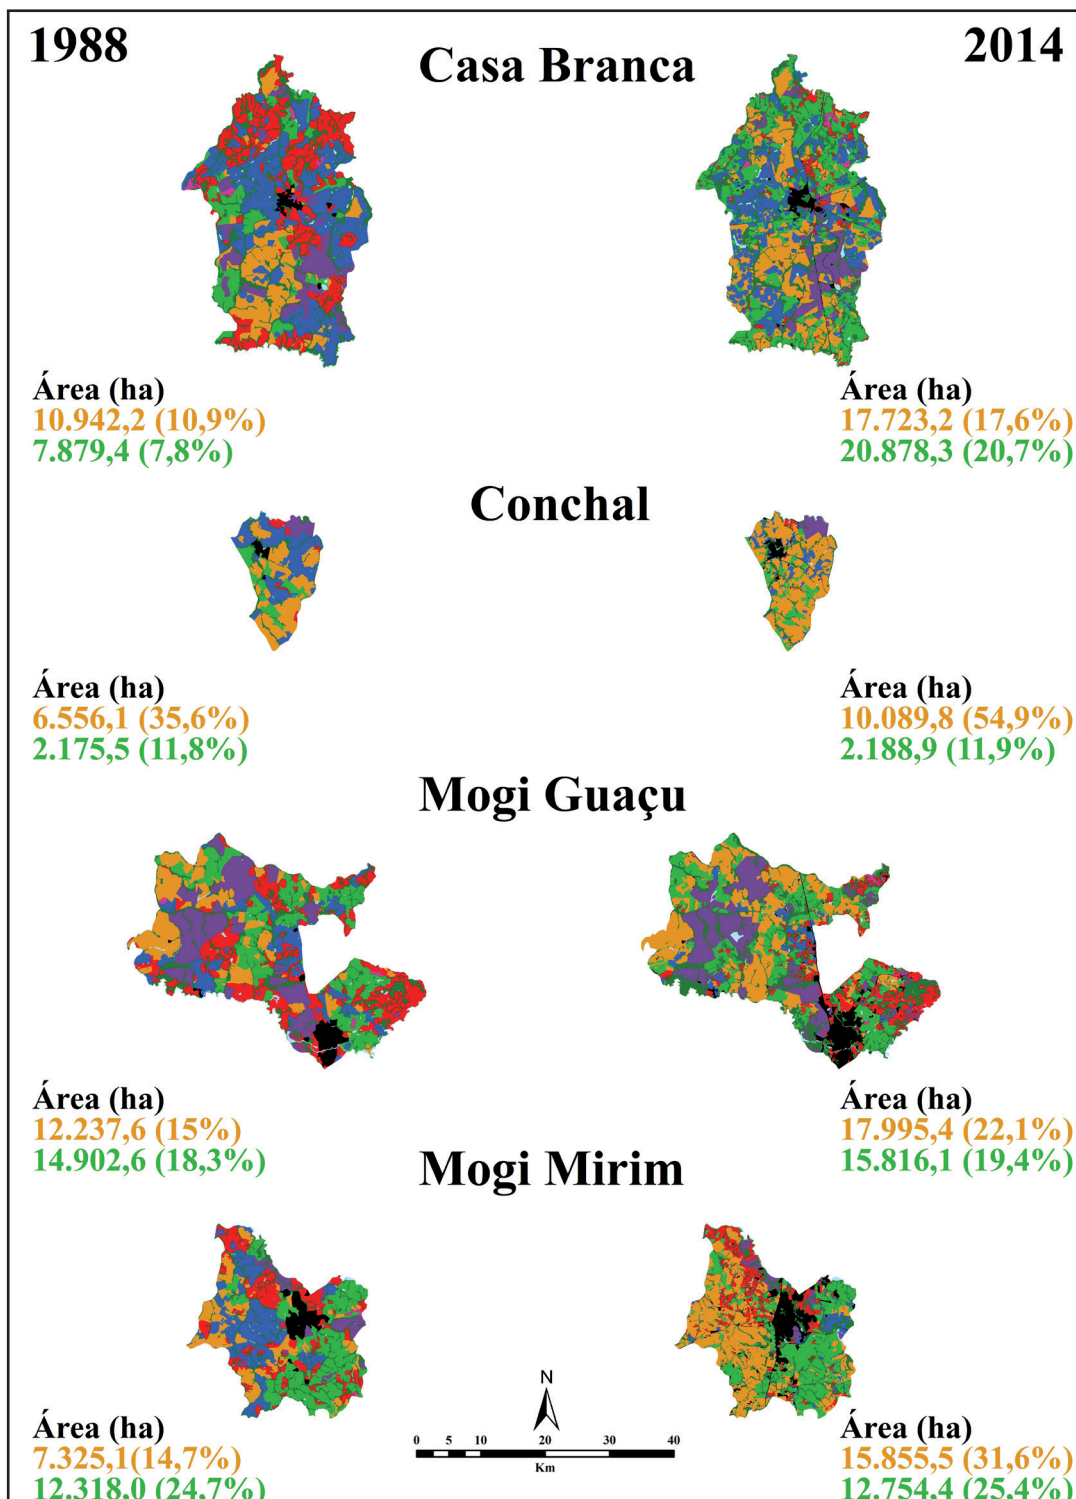 1988
2014
Casa Branca
Área (ha)
10.942,2 (10,9%)
7.879,4 (7,8%)
Área (ha)
17.723,2 (17,6%)
20.878,3 (20,7%)
Conchal
Área (ha)
6.556,1 (35,6%)
2.175,5 (11,8%)
Área (ha)
10.089,8 (54,9%)
2.188,9 (11,9%)
Mogi Guaçu
Área (ha)
12.237,6 (15%)
14.902,6 (18,3%)
Área (ha)
17.995,4 (22,1%)
15.816,1 (19,4%)
Mogi Mirim
Área (ha)
7.325,1(14,7%)
12.318,0 (24,7%)
N
0 5 10 20 30 40
Km
Área (ha)
15.855,5 (31,6%)
12.754,4 (25,4%)